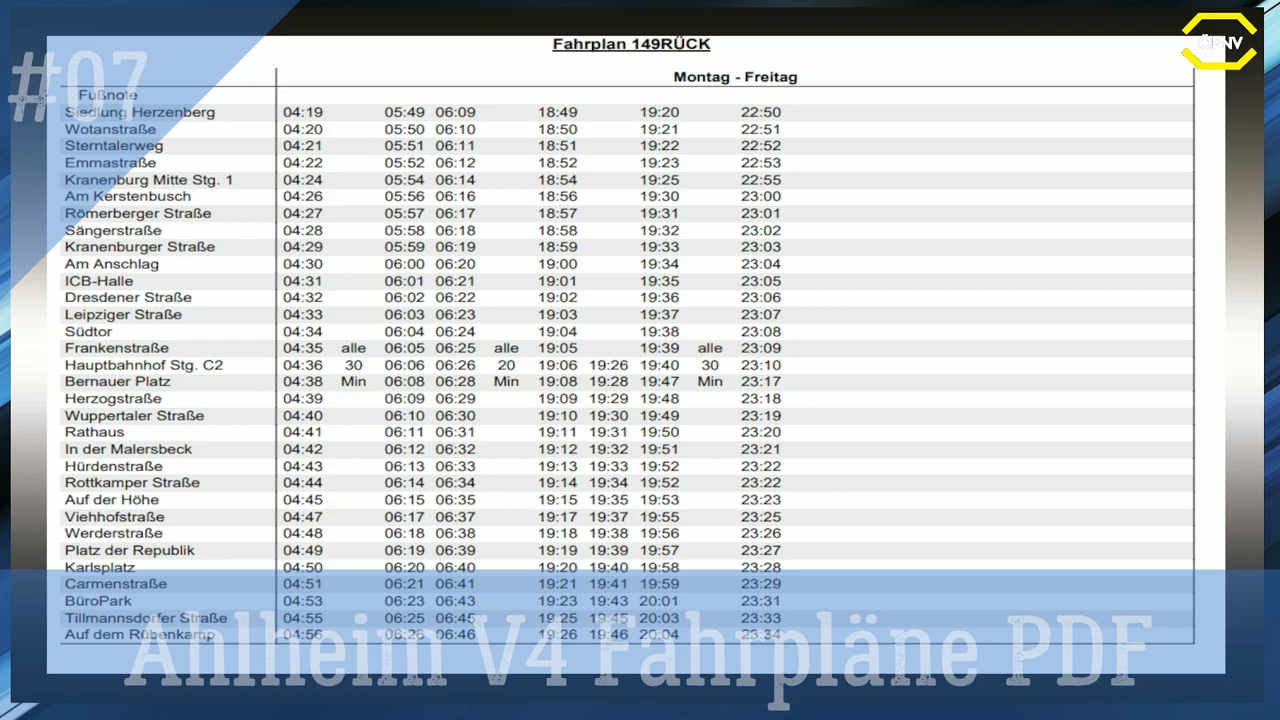 #07
ÖPNV
Fahrplan 149RÜCK
Montag - Freitag
Fußnote
Siedlung Herzenberg 04:19 05:49 06:09 18:49 19:20 22:50
Wotanstraße 04:20 05:50 06:10 18:50 19:21 22:51
Sterntalerweg 04:21 05:51 06:11 18:51 19:22 22:52
Emmastraße 04:22 05:52 06:12 18:52 19:23 22:53
Kranenburg Mitte Stg. 1 04:24 05:54 06:14 18:54 19:25 22:55
Am Kerstenbusch 04:26 05:56 06:16 18:56 19:30 23:00
Römerberger Straße 04:27 05:57 06:17 18:57 19:31 23:01
Sängerstraße 04:28 05:58 06:18 18:58 19:32 23:02
Kranenburger Straße 04:29 05:59 06:19 18:59 19:33 23:03
Am Anschlag 04:30 06:00 06:20 19:00 19:34 23:04
ICB-Halle 04:31 06:01 06:21 19:01 19:35 23:05
Dresdener Straße 04:32 06:02 06:22 19:02 19:36 23:06
Leipziger Straße 04:33 06:03 06:23 19:03 19:37 23:07
Südtor 04:34 06:04 06:24 19:04 19:38 23:08
Frankenstraße 04:35 alle 06:05 06:25 alle 19:05 19:39 alle 23:09
Hauptbahnhof Stg. C2 04:36 30 06:06 06:26 20 19:06 19:26 19:40 30 23:10
Bernauer Platz 04:38 Min 06:08 06:28 Min 19:08 19:28 19:47 Min 23:17
Herzogstraße 04:39 06:09 06:29 19:09 19:29 19:48 23:18
Wuppertaler Straße 04:40 06:10 06:30 19:10 19:30 19:49 23:19
Rathaus 04:41 06:11 06:31 19:11 19:31 19:50 23:20
In der Malersbeck 04:42 06:12 06:32 19:12 19:32 19:51 23:21
Hürdenstraße 04:43 06:13 06:33 19:13 19:33 19:52 23:22
Rottkamper Straße 04:44 06:14 06:34 19:14 19:34 19:52 23:22
Auf der Höhe 04:45 06:15 06:35 19:15 19:35 19:53 23:23
Viehhofstraße 04:47 06:17 06:37 19:17 19:37 19:55 23:25
Werderstraße 04:48 06:18 06:38 19:18 19:38 19:56 23:26
Platz der Republik 04:49 06:19 06:39 19:19 19:39 19:57 23:27
Karlsplatz 04:50 06:20 06:40 19:20 19:40 19:58 23:28
Carmenstraße 04:51 06:21 06:41 19:21 19:41 19:59 23:29
BüroPark 04:53 06:23 06:43 19:23 19:43 20:01 23:31
Tillmannsdorfer Straße 04:55 06:25 06:45 19:25 19:45 20:03 23:33
Auf dem Rübenkamp 04:56 06:26 06:46 19:26 19:46 20:04 23:34
Ahlheim V4 Fahrpläne PDF